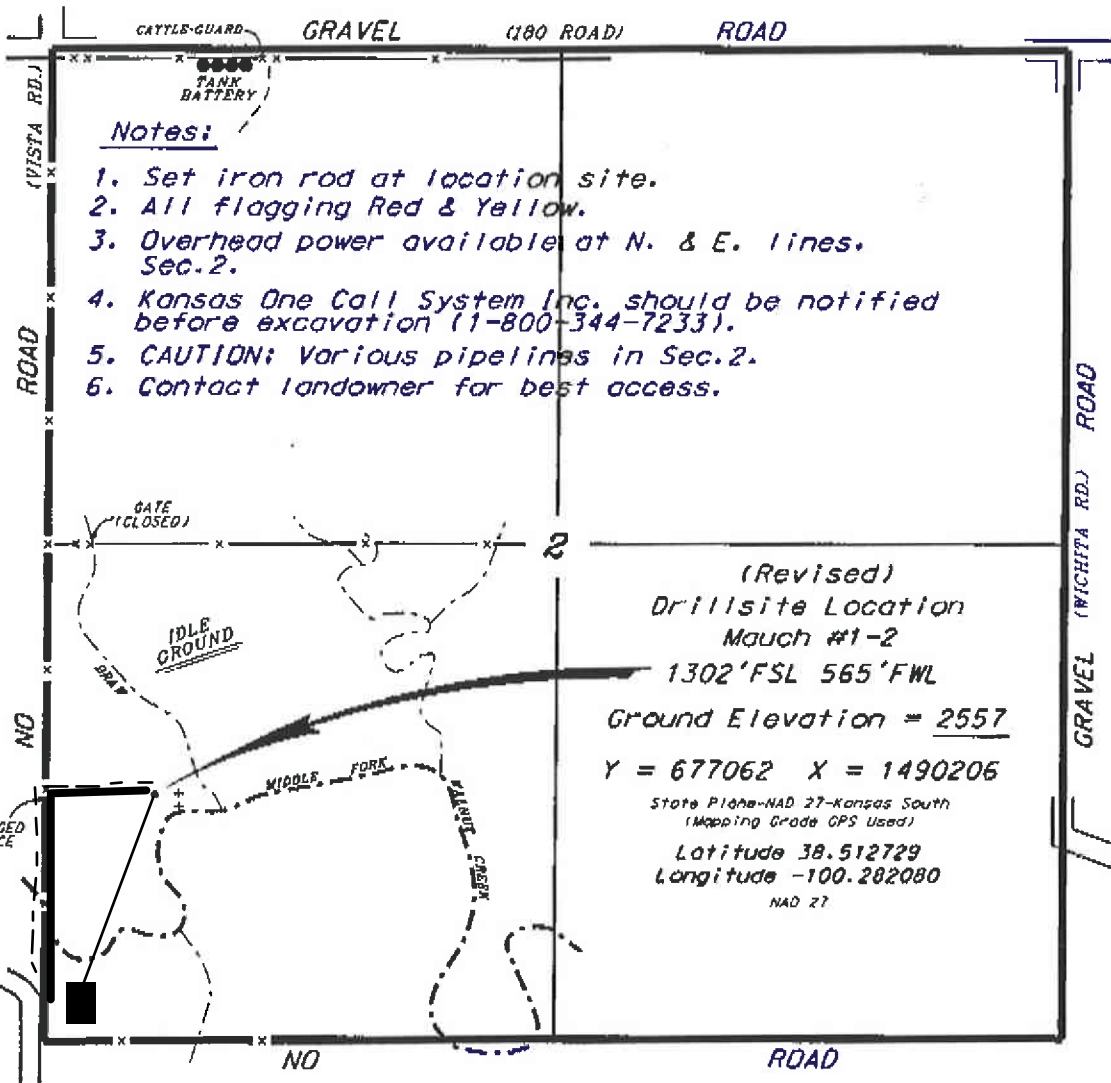 CATTLE-GUARD
GRAVEL (180 ROAD) ROAD
TANK
BATTERY
(VISTA RD.)
Notes:
1. Set iron rod at location site.
2. All flagging Red & Yellow.
3. Overhead power available at N. & E. lines.
Sec.2.
4. Kansas One Call System Inc. should be notified
before excavation (1-800-344-7233).
5. CAUTION: Various pipelines in Sec.2.
6. Contact landowner for best access.
ROAD
ROAD
(WICHITA RD.)
GRAVEL
GATE
(CLOSED)
2
IDLE
GROUND
DRAW
NO
(Revised)
Drillsite Location
Mauch #1-2
1302'FSL 565'FWL
Ground Elevation = 2557
Y = 677062 X = 1490206
State Plane-NAD 27-Kansas South
(Mapping Grade GPS Used)
Latitude 38.512729
Longitude -100.282080
NAD 27
MIDDLE FORK
WALNUT CREEK
NO ROAD